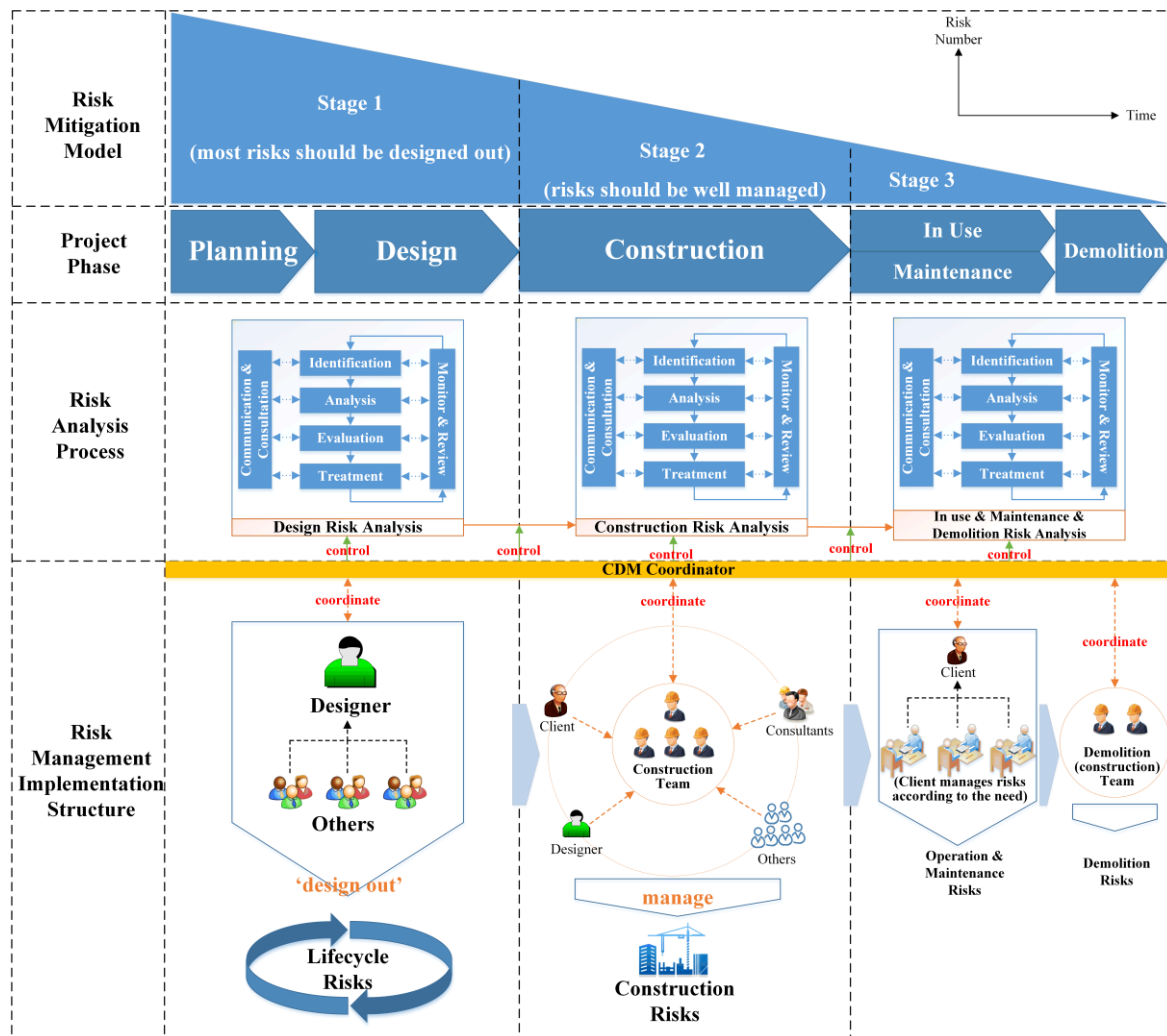 Risk
Mitigation
Model
Stage 1
(most risks should be designed out)
Stage 2
(risks should be well managed)
Stage 3
Risk
Number
Time
Project
Phase
Planning
Design
Construction
In Use
Maintenance
Demolition
Risk
Analysis
Process
Communication &
Consultation
Identification
Analysis
Evaluation
Treatment
Monitor & Review
Design Risk Analysis
Communication &
Consultation
Identification
Analysis
Evaluation
Treatment
Monitor & Review
Construction Risk Analysis
Communication &
Consultation
Identification
Analysis
Evaluation
Treatment
Monitor & Review
In use & Maintenance &
Demolition Risk Analysis
control
control
control
control
control
CDM Coordinator
Risk
Management
Implementation
Structure
coordinate
Designer
Others
‘design out’
Lifecycle
Risks
coordinate
Client
Consultants
Construction
Team
Designer
Others
manage
Construction
Risks
coordinate
Client
(Client manages risks
according to the need)
Operation &
Maintenance
Risks
coordinate
Demolition
(construction)
Team
Demolition
Risks